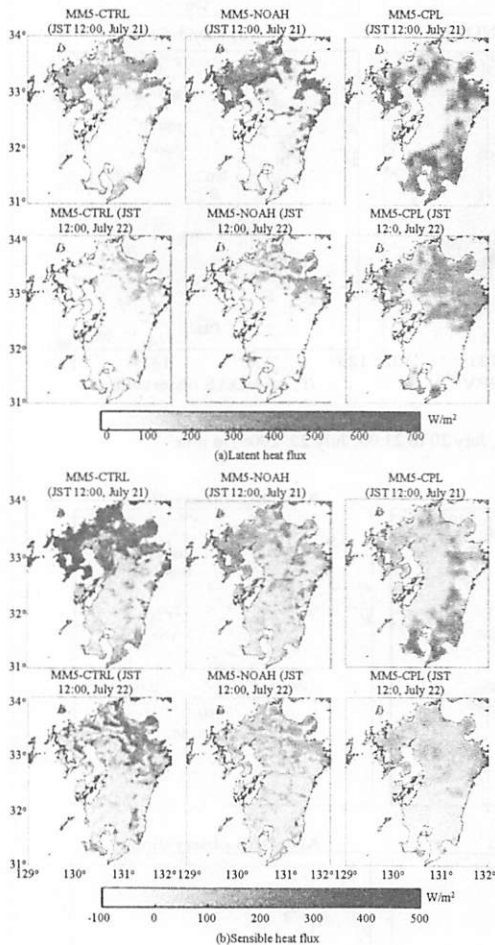 MM5-CTRL MM5-NOAH MM5-CPL
(JST 12:00, July 21) (JST 12:00, July 21) (JST 12:00, July 21)
34°
33°
32°
31°
MM5-CTRL (JST MM5-NOAH (JST MM5-CPL (JST
12:00, July 22) 12:00, July 22) 12:0, July 22)
34°
33°
32°
31°
W/m²
0 100 200 300 400 500 600 700
(a)Latent heat flux
MM5-CTRL MM5-NOAH MM5-CPL
(JST 12:00, July 21) (JST 12:00, July 21) (JST 12:00, July 21)
34°
33°
32°
31°
MM5-CTRL (JST MM5-NOAH (JST MM5-CPL (JST
12:00, July 22) 12:00, July 22) 12:0, July 22)
34°
33°
32°
31°
129° 130° 131° 132° 129° 130° 131° 132° 129° 130° 131° 132°
W/m²
-100 0 100 200 300 400 500
(b)Sensible heat flux